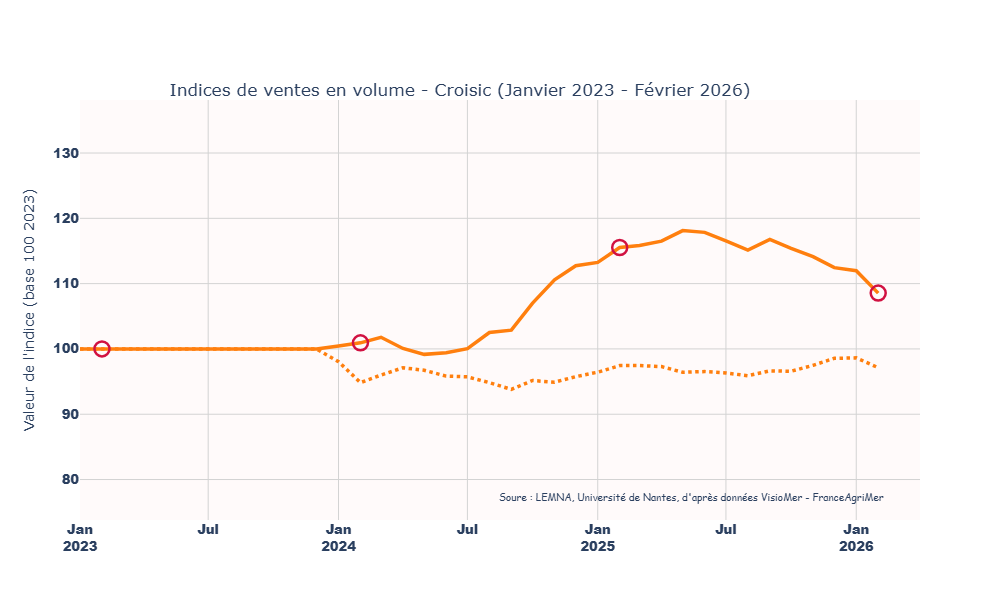 Indices de ventes en volume - Croisic (Janvier 2023 - Février 2026)
Valeur de l'indice (base 100 2023)
130
120
110
100
90
80
Soure : LEMNA, Université de Nantes, d'après données VisioMer - FranceAgriMer
Jan Jul Jan Jul Jan Jul Jan
2023 2024 2025 2026